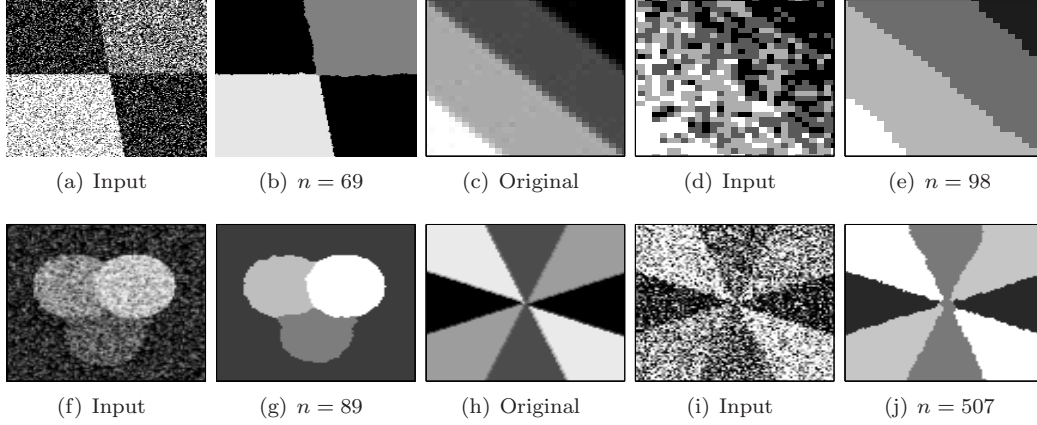 (a) Input
(b) n = 69
(c) Original
(d) Input
(e) n = 98
(f) Input
(g) n = 89
(h) Original
(i) Input
(j) n = 507